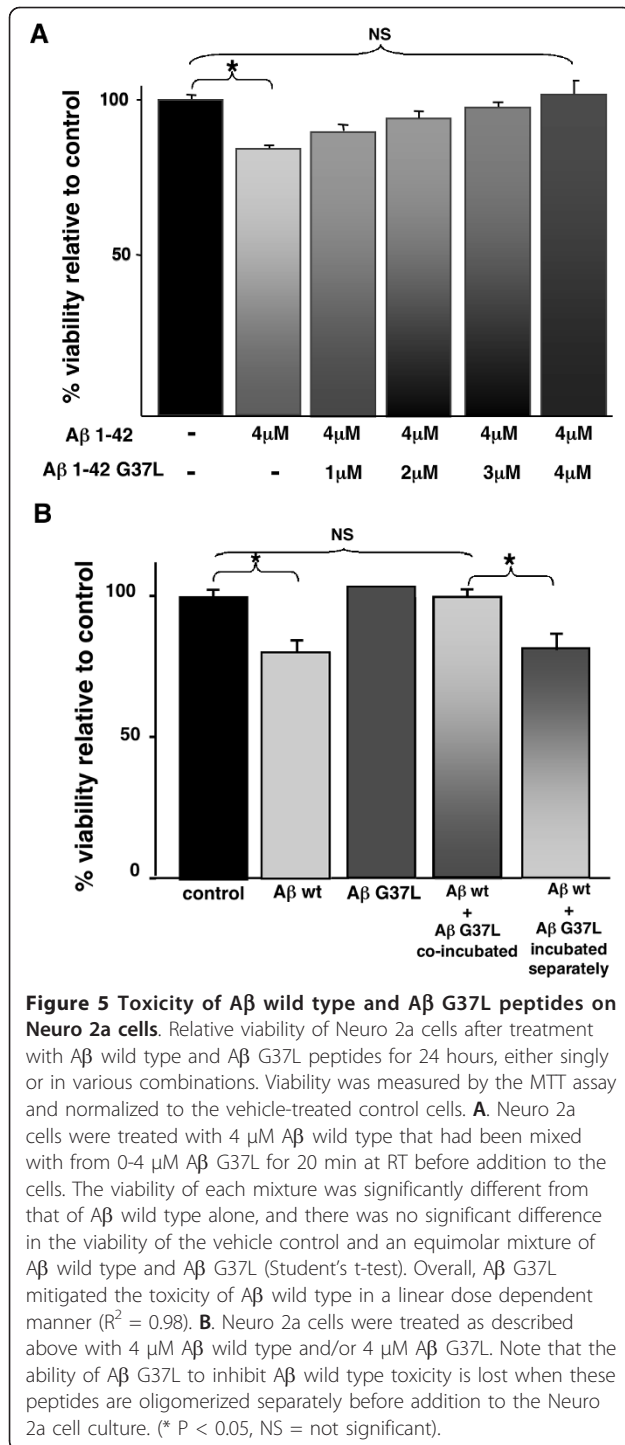 A
NS
*
100
50
% viability relative to control
Aβ 1-42 - 4μM 4μM 4μM 4μM 4μM
Aβ 1-42 G37L - - 1μM 2μM 3μM 4μM
B
NS
* *
100
50
0
% viability relative to control
control Aβ wt Aβ G37L Aβ wt + Aβ G37L co-incubated Aβ wt + Aβ G37L incubated separately
Figure 5 Toxicity of Aβ wild type and Aβ G37L peptides on
Neuro 2a cells. Relative viability of Neuro 2a cells after treatment
with Aβ wild type and Aβ G37L peptides for 24 hours, either singly
or in various combinations. Viability was measured by the MTT assay
and normalized to the vehicle-treated control cells. A. Neuro 2a
cells were treated with 4 μM Aβ wild type that had been mixed
with from 0-4 μM Aβ G37L for 20 min at RT before addition to the
cells. The viability of each mixture was significantly different from
that of Aβ wild type alone, and there was no significant difference
in the viability of the vehicle control and an equimolar mixture of
Aβ wild type and Aβ G37L (Student's t-test). Overall, Aβ G37L
mitigated the toxicity of Aβ wild type in a linear dose dependent
manner (R² = 0.98). B. Neuro 2a cells were treated as described
above with 4 μM Aβ wild type and/or 4 μM Aβ G37L. Note that the
ability of Aβ G37L to inhibit Aβ wild type toxicity is lost when these
peptides are oligomerized separately before addition to the Neuro
2a cell culture. (* P < 0.05, NS = not significant).